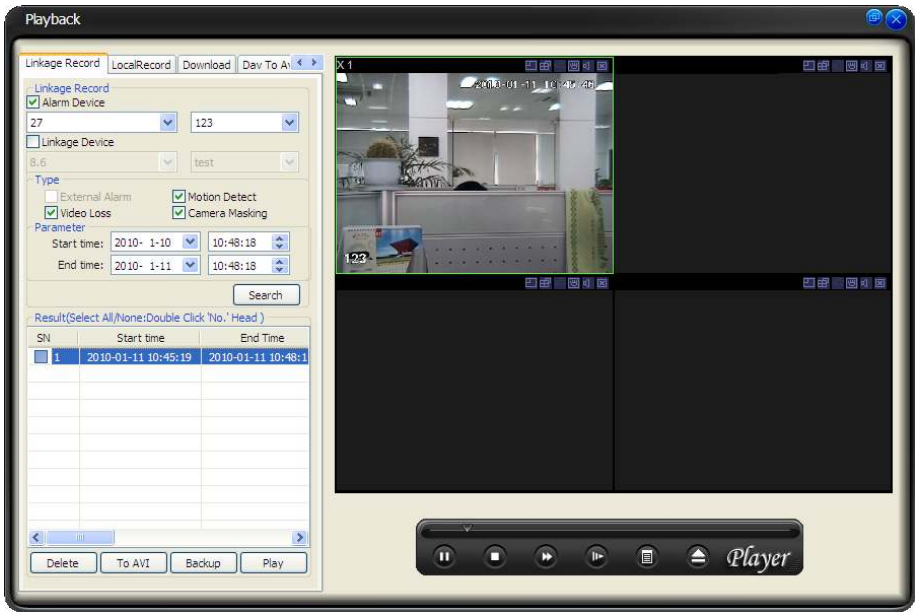 Playback
Linkage Record LocalRecord Download Dav To A
X 1
Linkage Record
Alarm Device
27 123
Linkage Device
8.6 test
Type
External Alarm Motion Detect
Video Loss Camera Masking
Parameter
Start time: 2010- 1-10 10:48:18
End time: 2010- 1-11 10:48:18
Search
123
Result(Select All/None:Double Click 'No.' Head )
SN Start time End Time
1 2010-01-11 10:45:19 2010-01-11 10:48:1
Delete To AVI Backup Play
Player